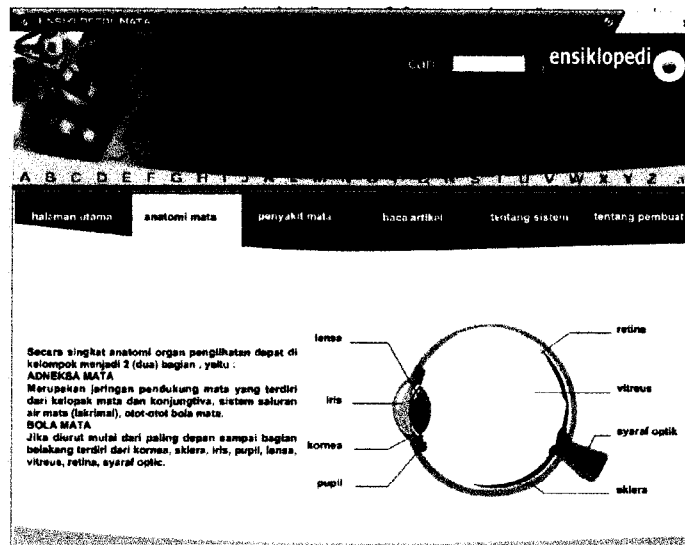 ENSIKLOPEDI MATA
cari
ensiklopedi
A B C D E F G H I J K L M N O P Q R S T U V W X Y Z
halaman utama
anatomi mata
penyakit mata
baca artikel
tentang sistem
tentang pembuat
Secara singkat anatomi organ penglihatan dapat di
kelompok menjadi 2 (dua) bagian , yaitu :
ADNEKSA MATA
Merupakan jaringan pendukung mata yang terdiri
dari kelopak mata dan konjungtiva, sistem saluran
air mata (lakrimal), otot-otot bola mata.
BOLA MATA
Jika diurut mulai dari paling depan sampai bagian
belakang terdiri dari kornea, sklera, iris, pupil, lensa,
vitreus, retina, syaraf optic.
lensa
iris
kornea
pupil
retina
vitreus
syaraf optik
sklera